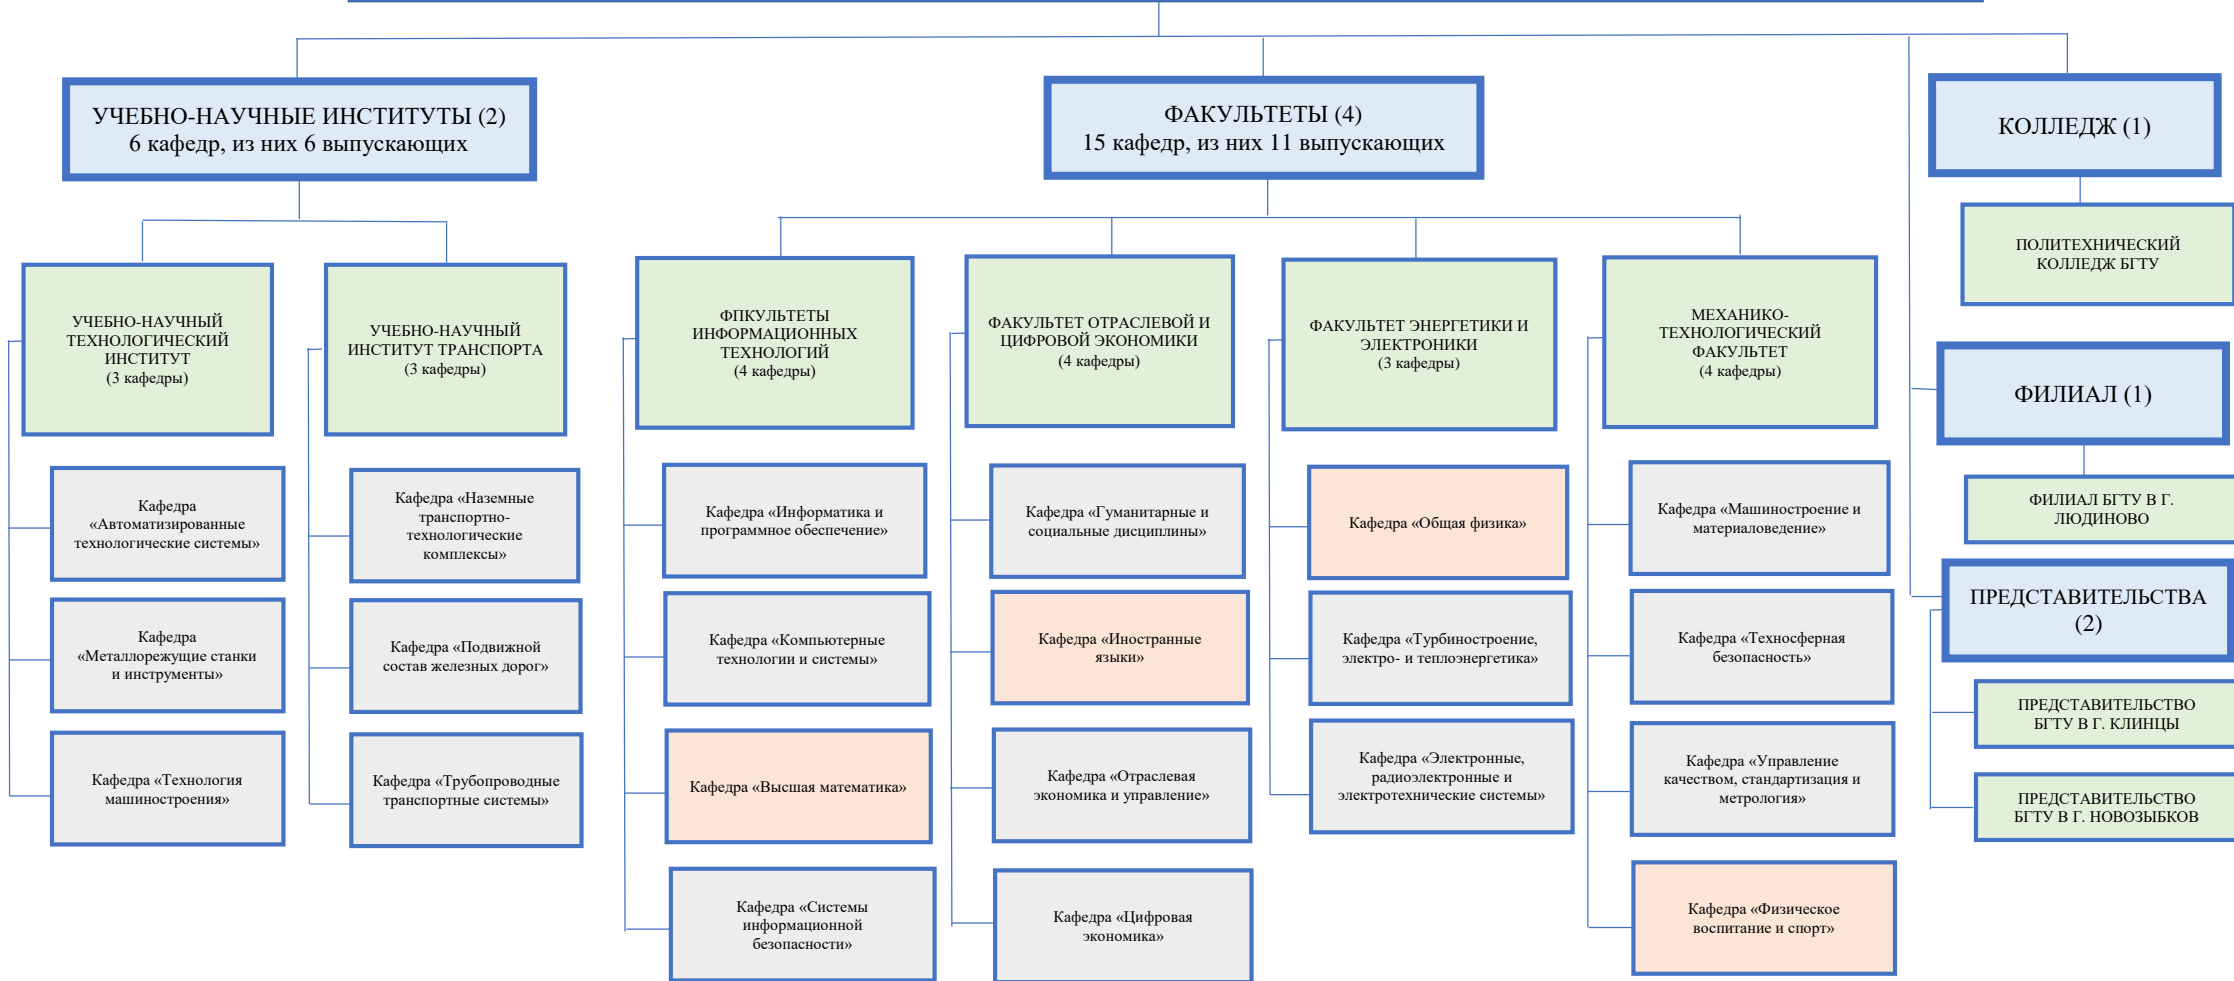 УЧЕБНО-НАУЧНЫЕ ИНСТИТУТЫ (2)
6 кафедр, из них 6 выпускающих
ФАКУЛЬТЕТЫ (4)
15 кафедр, из них 11 выпускающих
КОЛЛЕДЖ (1)
ПОЛИТЕХНИЧЕСКИЙ
КОЛЛЕДЖ БГТУ
УЧЕБНО-НАУЧНЫЙ
ТЕХНОЛОГИЧЕСКИЙ
ИНСТИТУТ
(3 кафедры)
УЧЕБНО-НАУЧНЫЙ
ИНСТИТУТ ТРАНСПОРТА
(3 кафедры)
ФПКУЛЬТЕТЫ
ИНФОРМАЦИОННЫХ
ТЕХНОЛОГИЙ
(4 кафедры)
ФАКУЛЬТЕТ ОТРАСЛЕВОЙ И
ЦИФРОВОЙ ЭКОНОМИКИ
(4 кафедры)
ФАКУЛЬТЕТ ЭНЕРГЕТИКИ И
ЭЛЕКТРОНИКИ
(3 кафедры)
МЕХАНИКО-
ТЕХНОЛОГИЧЕСКИЙ
ФАКУЛЬТЕТ
(4 кафедры)
ФИЛИАЛ (1)
ФИЛИАЛ БГТУ В Г.
ЛЮДИНОВО
ПРЕДСТАВИТЕЛЬСТВА
(2)
ПРЕДСТАВИТЕЛЬСТВО
БГТУ В Г. КЛИНЦЫ
ПРЕДСТАВИТЕЛЬСТВО
БГТУ В Г. НОВОЗЫБКОВ
Кафедра
«Автоматизированные
технологические системы»
Кафедра
«Металлорежущие станки
и инструменты»
Кафедра «Технология
машиностроения»
Кафедра «Наземные
транспортно-
технологические
комплексы»
Кафедра «Подвижной
состав железных дорог»
Кафедра «Трубопроводные
транспортные системы»
Кафедра «Информатика и
программное обеспечение»
Кафедра «Компьютерные
технологии и системы»
Кафедра «Высшая математика»
Кафедра «Системы
информационной
безопасности»
Кафедра «Гуманитарные и
социальные дисциплины»
Кафедра «Иностранные
языки»
Кафедра «Отраслевая
экономика и управление»
Кафедра «Цифровая
экономика»
Кафедра «Общая физика»
Кафедра «Турбиностроение,
электро- и теплоэнергетика»
Кафедра «Электронные,
радиоэлектронные и
электротехнические системы»
Кафедра «Машиностроение и
материаловедение»
Кафедра «Техносферная
безопасность»
Кафедра «Управление
качеством, стандартизация и
метрология»
Кафедра «Физическое
воспитание и спорт»